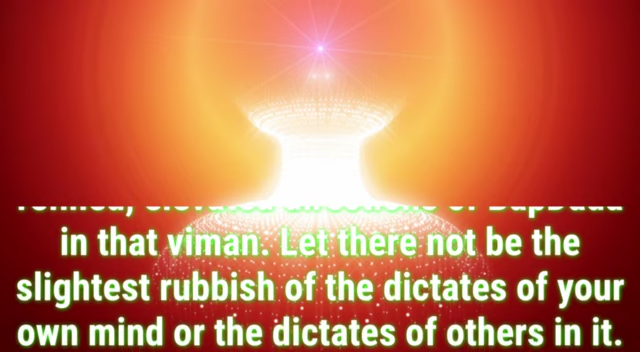 in that viman. Let there not be the
slightest rubbish of the dictates of your
own mind or the dictates of others in it.